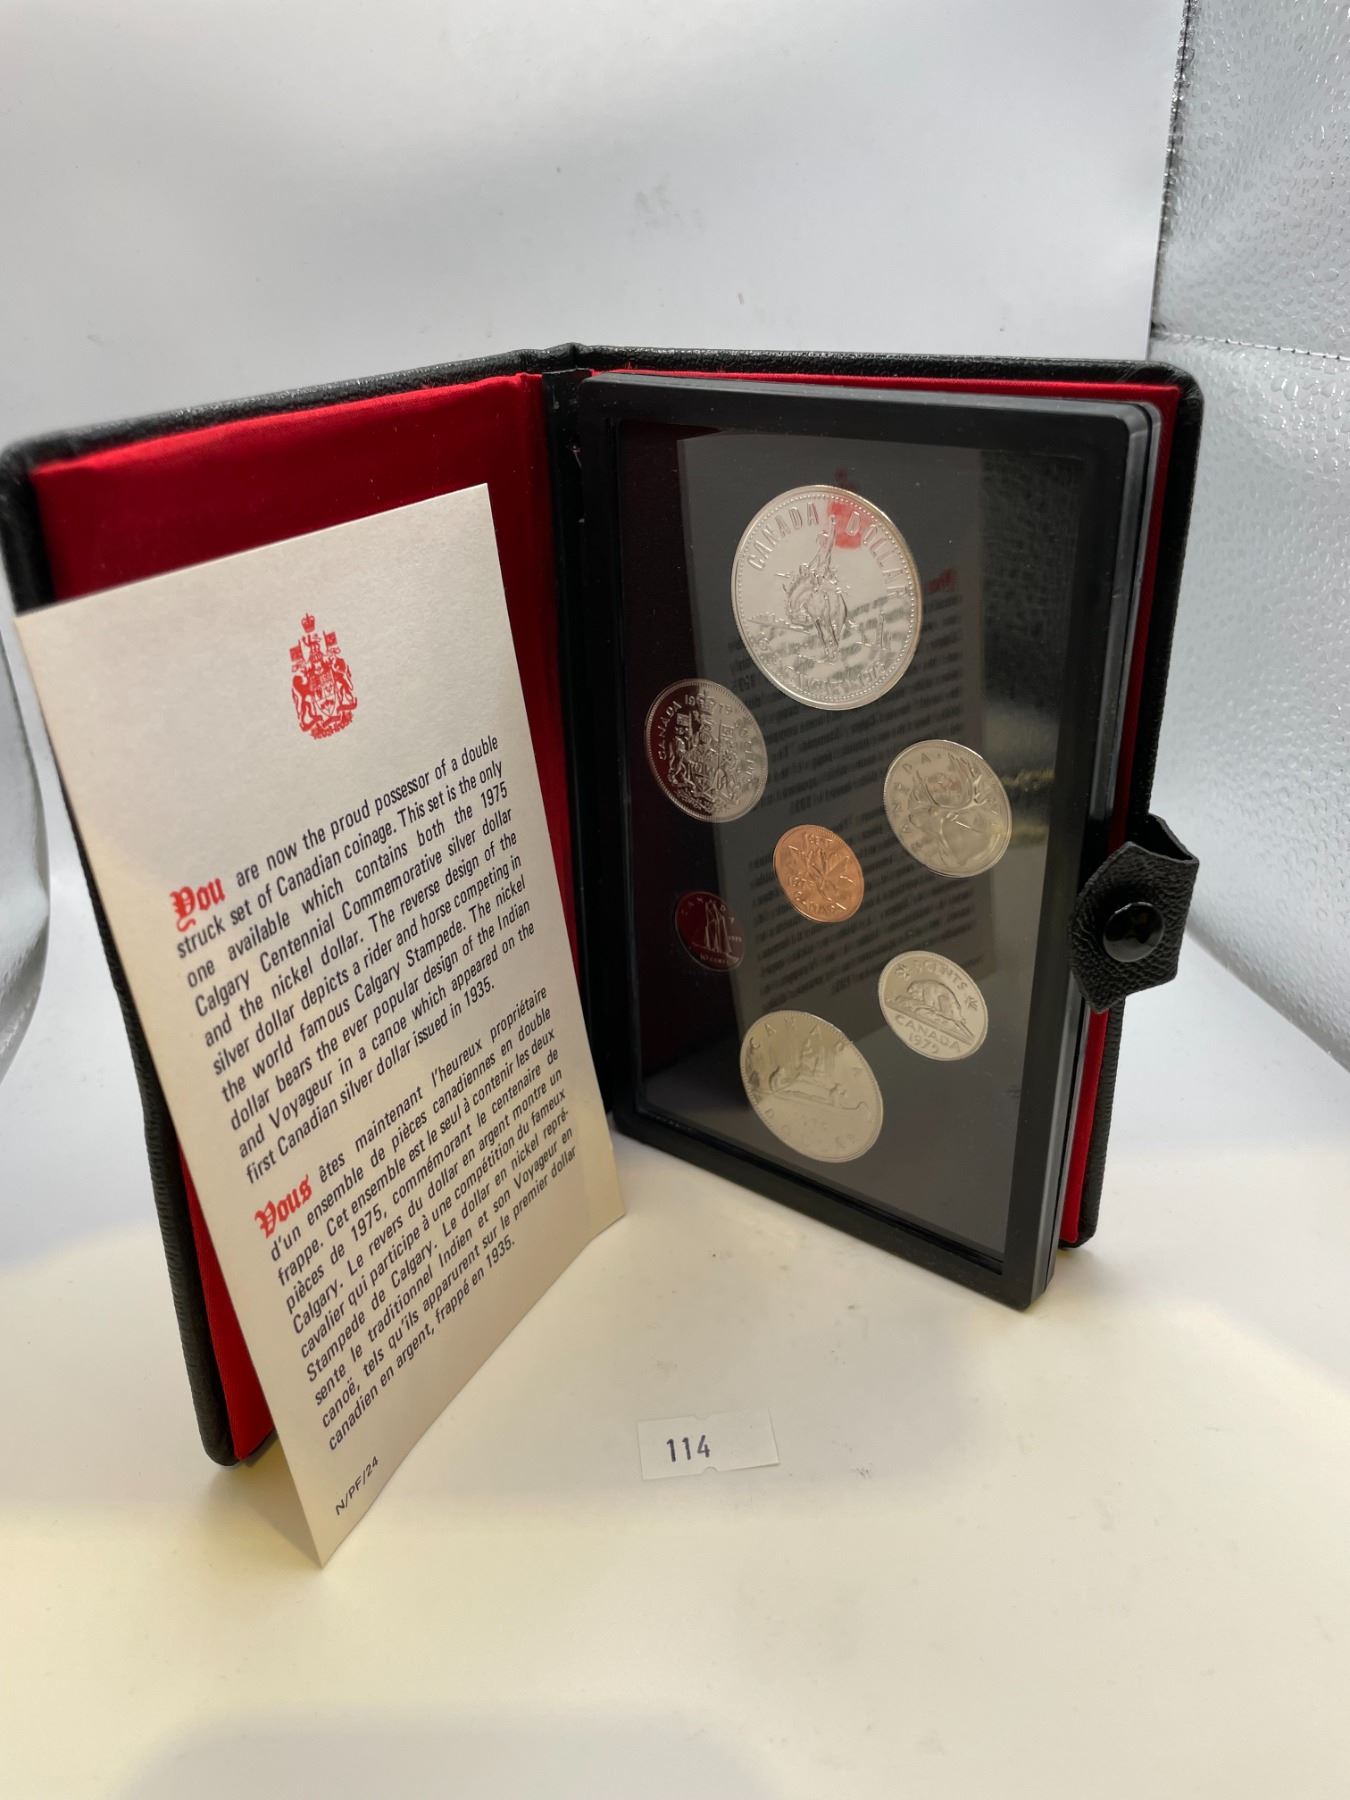 You are now the proud possessor of a double
struck set of Canadian coinage. This set is the only
one available which contains both the 1975
Calgary Centennial Commemorative silver dollar
and the nickel dollar. The reverse design of the
silver dollar depicts a rider and horse competing in
the world famous Calgary Stampede. The nickel
dollar bears the ever popular design of the Indian
and Voyageur in a canoe which appeared on the
first Canadian silver dollar issued in 1935.
Vous êtes maintenant l'heureux propriétaire
d'un ensemble de pièces canadiennes en double
frappe. Cet ensemble est le seul à contenir les deux
pièces de 1975, commémorant le centenaire de
Calgary. Le revers du dollar en argent montre un
cavalier qui participe à une compétition du fameux
Stampede de Calgary. Le dollar en nickel repré-
sente le traditionnel Indien et son Voyageur en
canoë, tels qu'ils apparurent sur le premier dollar
canadien en argent, frappé en 1935.
N/PF/24
CANADA DOLLAR
CANADA
CANADA
CANADA
CANADA
10 CENTS
5 CENTS
CANADA
1975
CANADA
DOLLAR
114